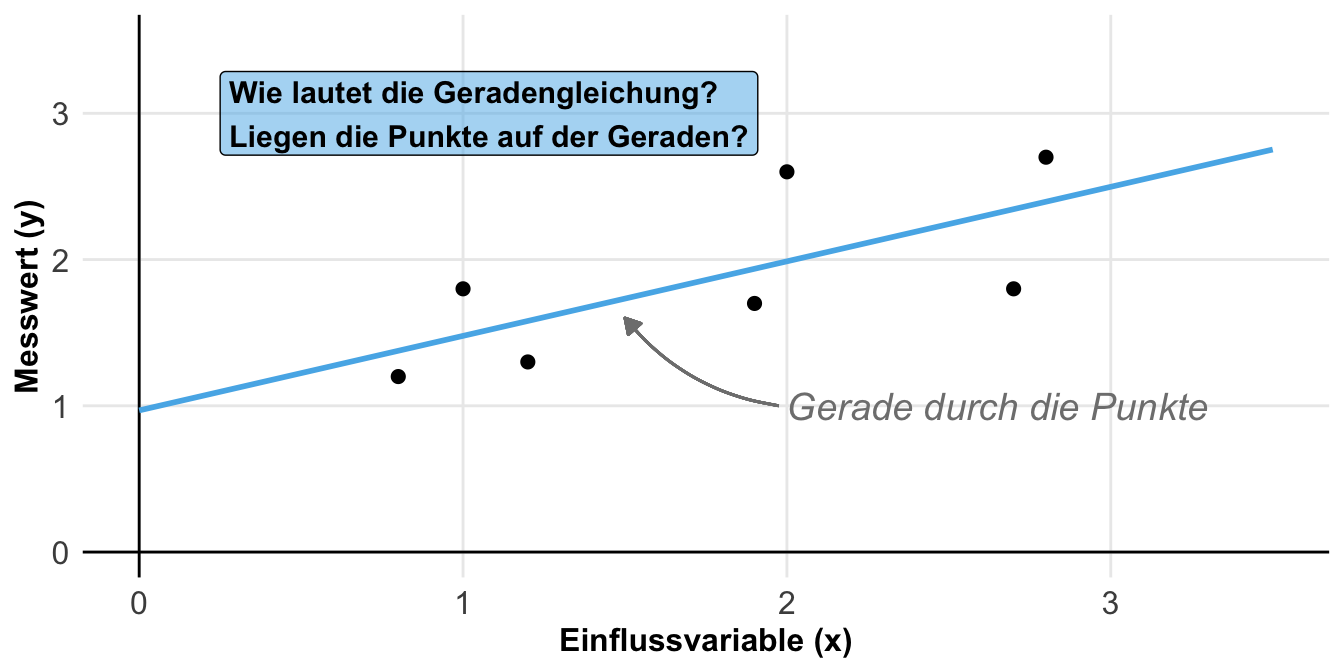 Wie lautet die Geradengleichung?
Liegen die Punkte auf der Geraden?
3
2
1
0
Messwert (y)
Gerade durch die Punkte
0 1 2 3
Einflussvariable (x)